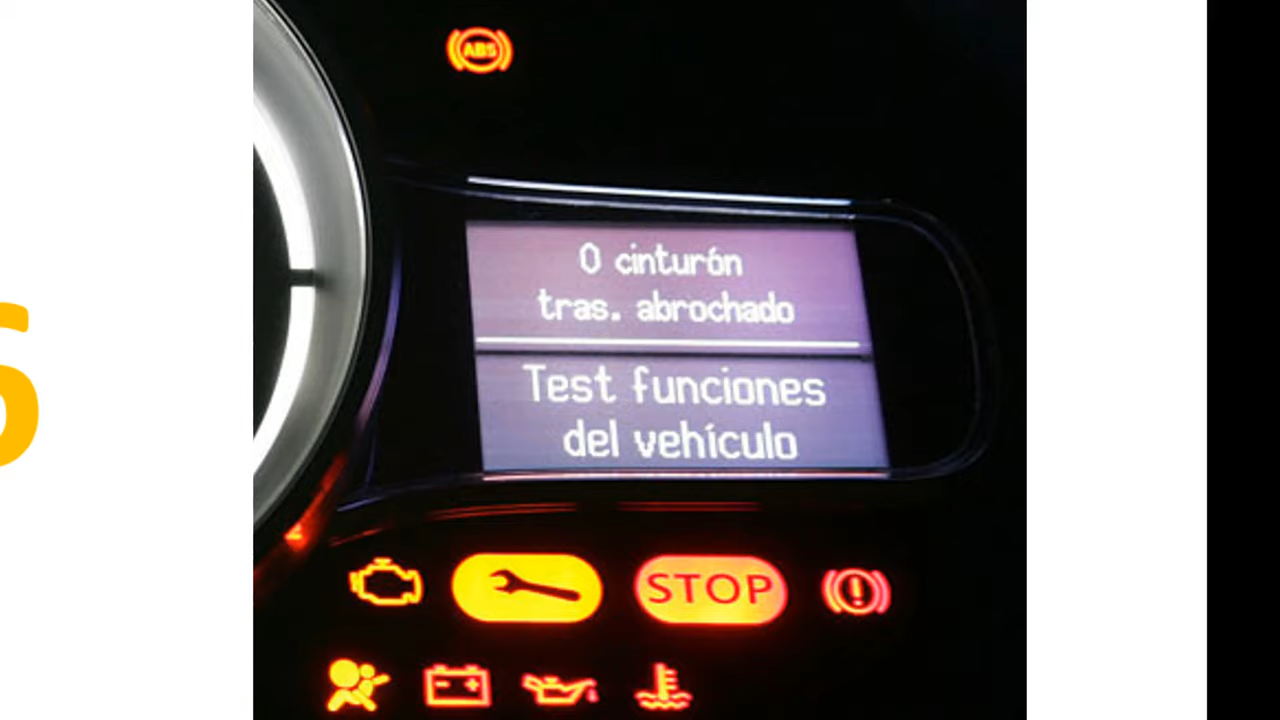 ABS
0 cinturón
tras. abrochado
Test funciones
del vehículo
STOP